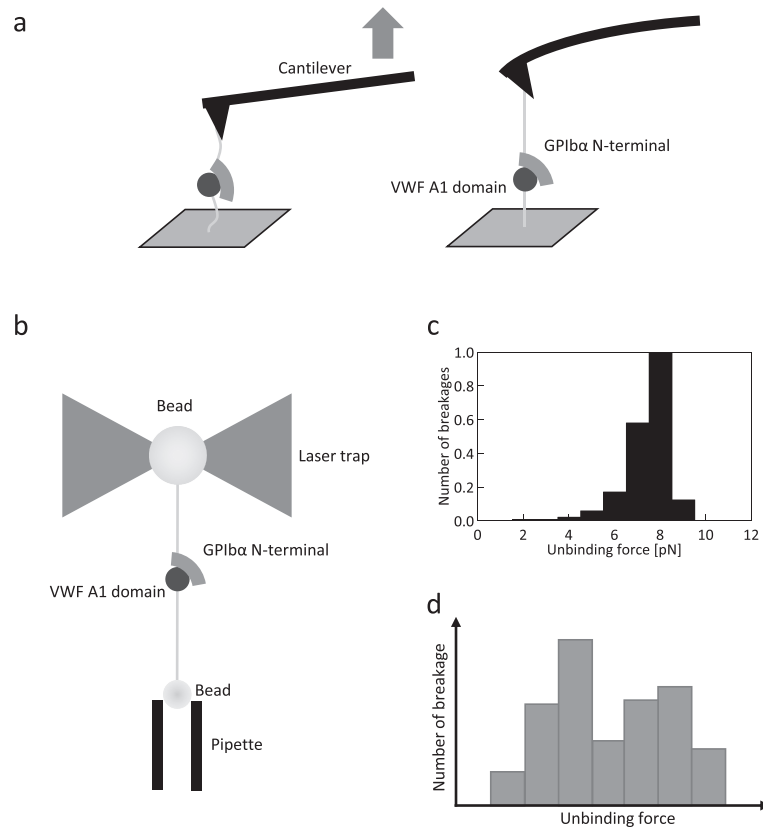 a
Cantilever
GPIbα N-terminal
VWF A1 domain
b
Bead
Laser trap
GPIbα N-terminal
VWF A1 domain
Bead
Pipette
c
Number of breakages
1.0
0.8
0.6
0.4
0.2
0.0
0 2 4 6 8 10 12
Unbinding force [pN]
d
Number of breakage
Unbinding force